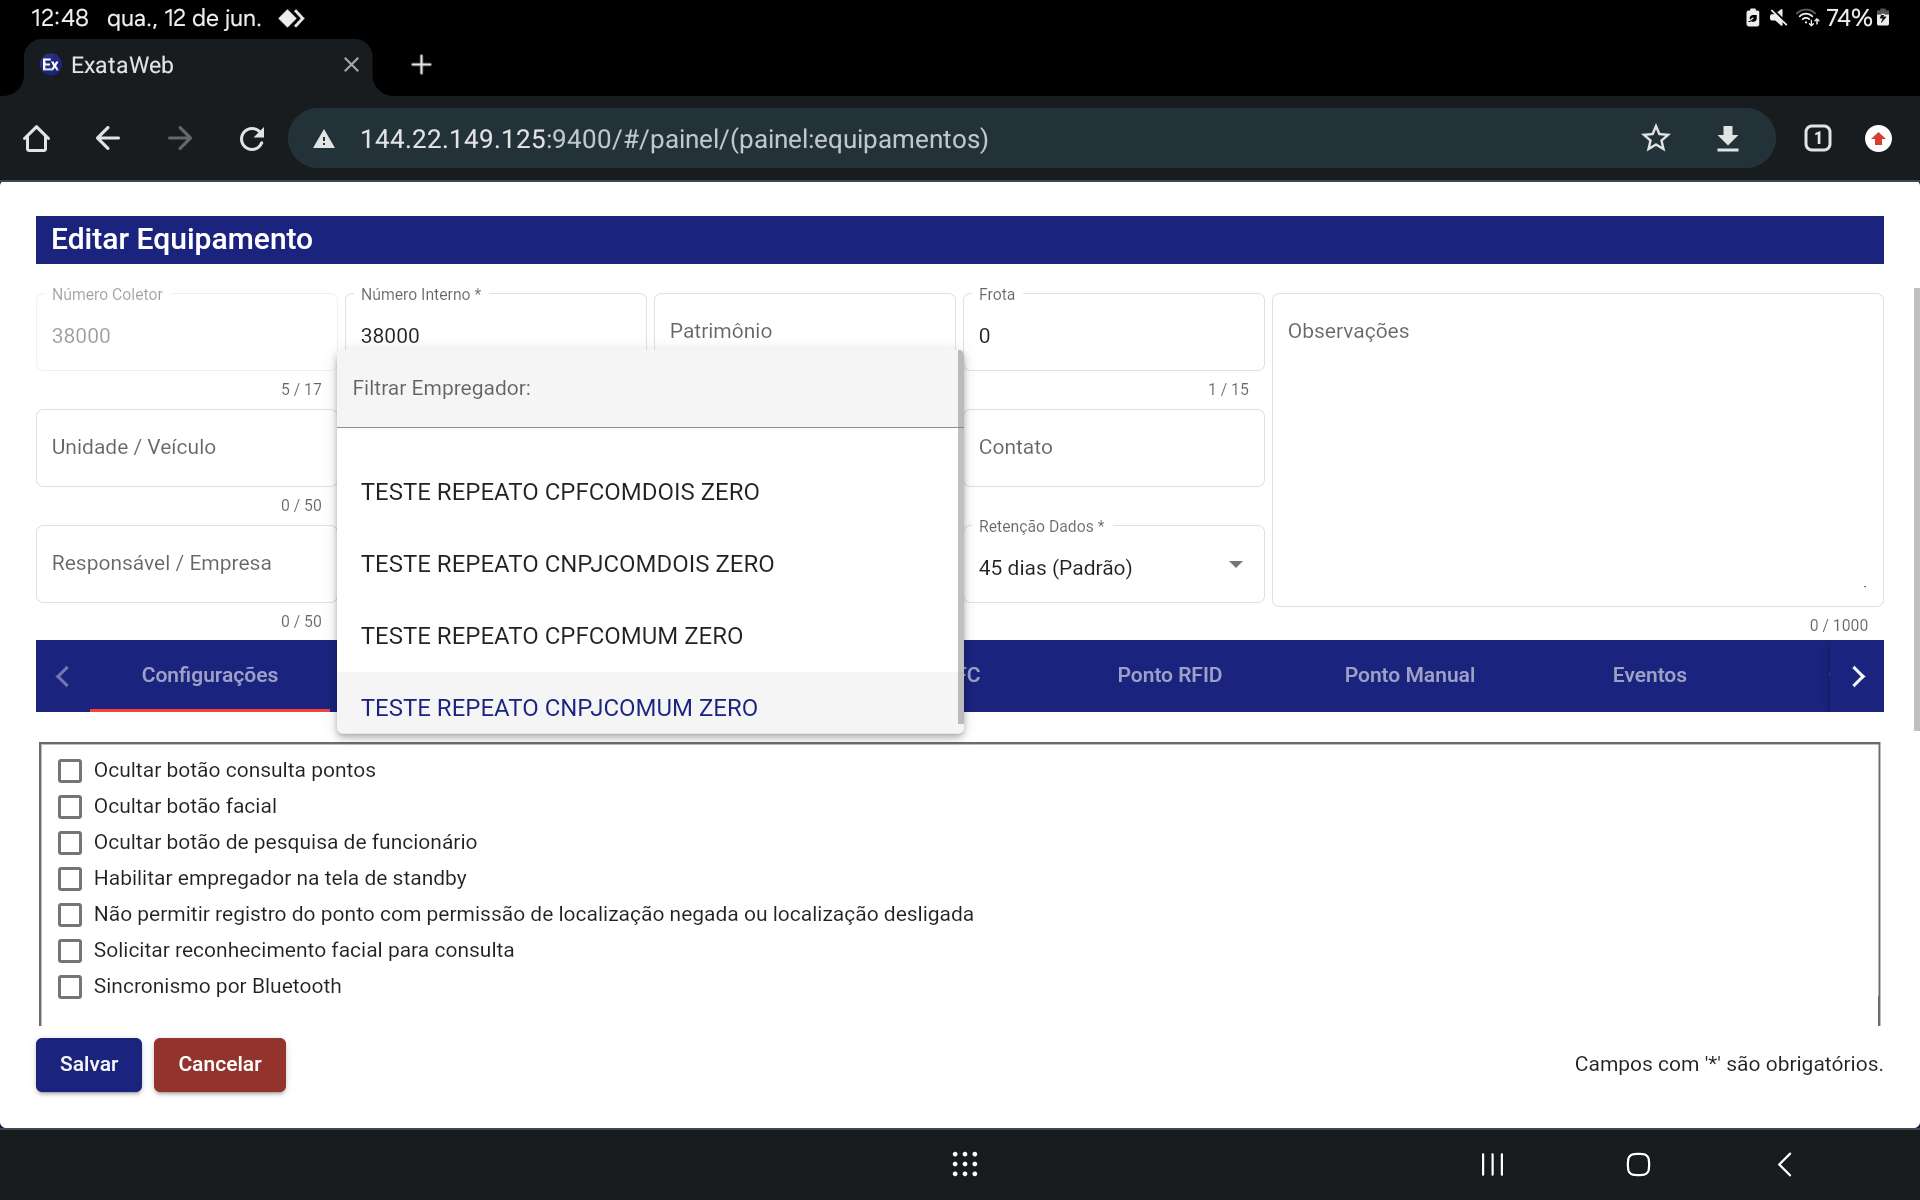 12:48 qua., 12 de jun. 74%
Ex ExataWeb
144.22.149.125:9400/#/painel/(painel:equipamentos) 1
Editar Equipamento
Número Coletor
38000
5 / 17
Número Interno *
38000
Patrimônio
Frota
0
1 / 15
Observações
0 / 1000
Filtrar Empregador:
TESTE REPEATO CPFCOMDOIS ZERO
TESTE REPEATO CNPJCOMDOIS ZERO
TESTE REPEATO CPFCOMUM ZERO
TESTE REPEATO CNPJCOMUM ZERO
Unidade / Veículo
0 / 50
Contato
Responsável / Empresa
0 / 50
Retenção Dados *
45 dias (Padrão)
Configurações FC Ponto RFID Ponto Manual Eventos
Ocultar botão consulta pontos
Ocultar botão facial
Ocultar botão de pesquisa de funcionário
Habilitar empregador na tela de standby
Não permitir registro do ponto com permissão de localização negada ou localização desligada
Solicitar reconhecimento facial para consulta
Sincronismo por Bluetooth
Salvar Cancelar Campos com '*' são obrigatórios.